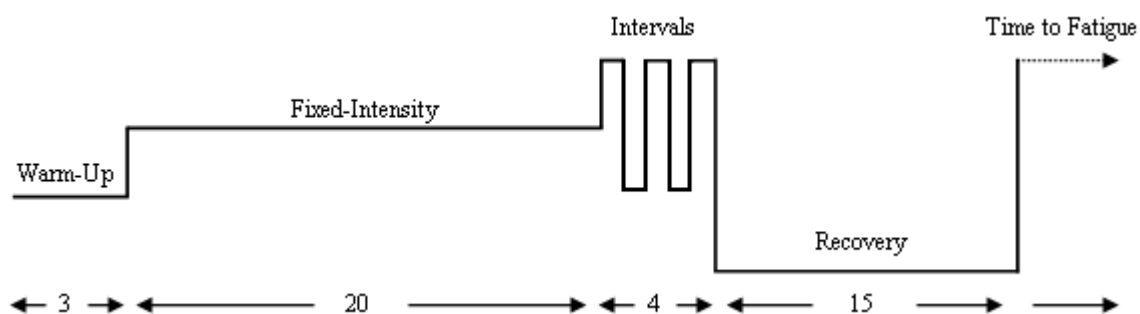 Intervals
Time to Fatigue
Fixed-Intensity
Warm-Up
Recovery
3 20 4 15